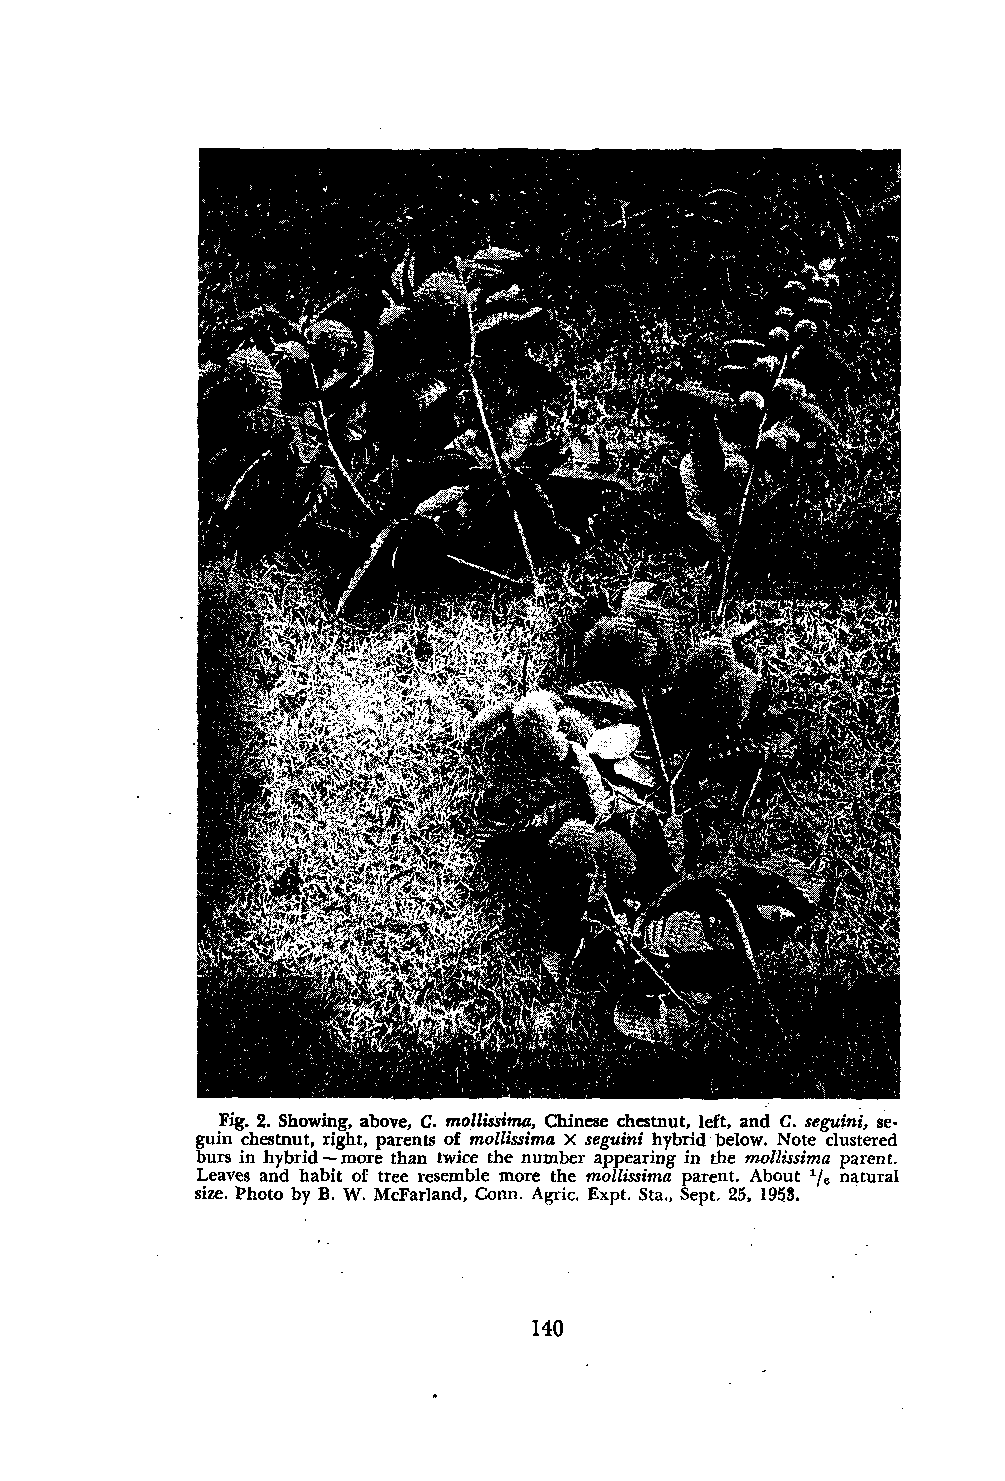 Fig. 2. Showing, above, C. mollissima, Chinese chestnut, left, and C. seguini, se-
guin chestnut, right, parents of mollissima X seguini hybrid below. Note clustered
burs in hybrid — more than twice the number appearing in the mollissima parent.
Leaves and habit of tree resemble more the mollissima parent. About natural
size. Photo by B. W. McFarland, Conn. Agric. Expt. Sta., Sept. 25,
140